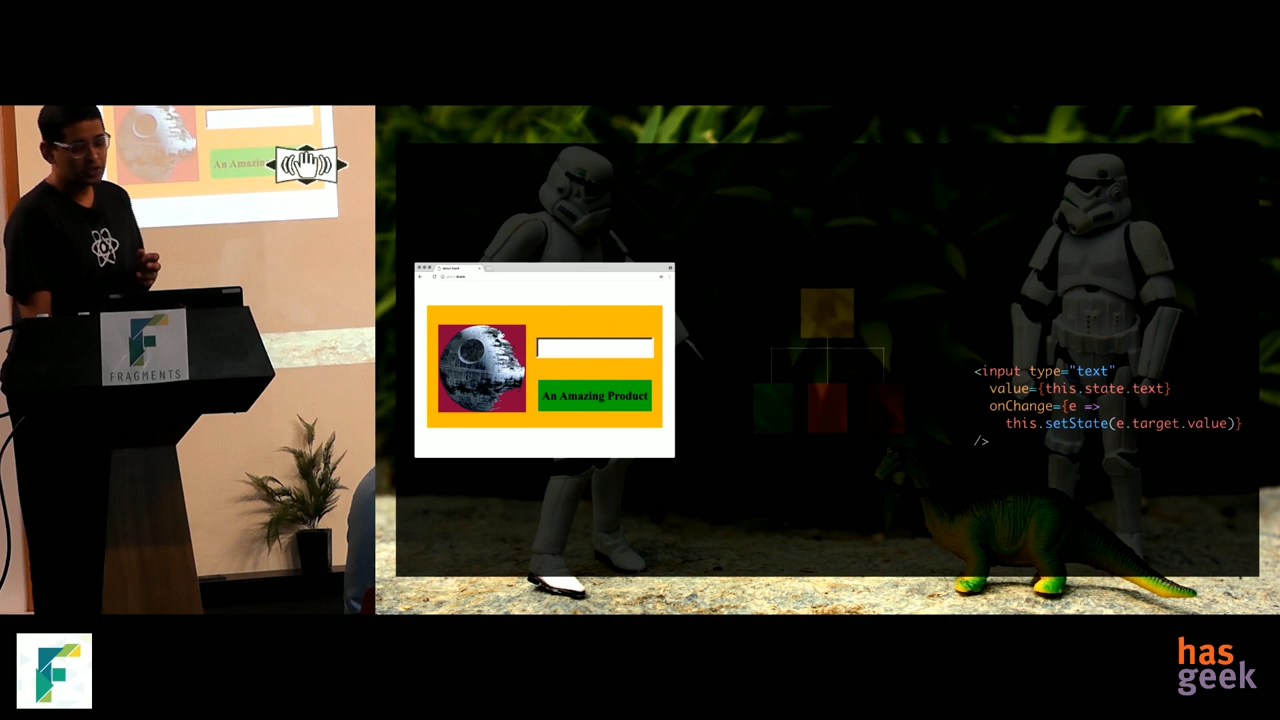 An Amazin
FRAGMENTS
An Amazing Product
<input type="text"
value={this.state.text}
onChange={e =>
this.setState(e.target.value)}
/>
has
geek